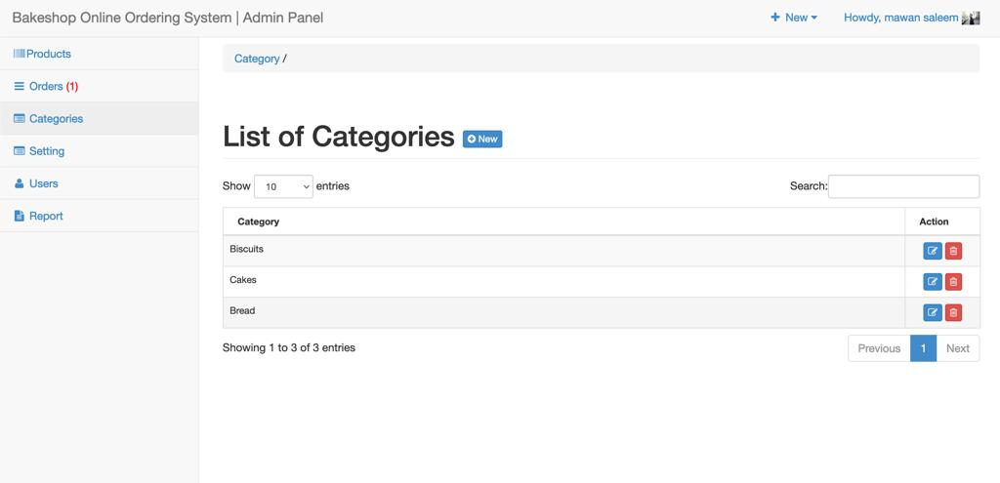 Bakeshop Online Ordering System | Admin Panel
New
Howdy, mawan saleem
Products
Orders (1)
Categories
Setting
Users
Report
Category /
List of Categories New
Show 10 entries
Search:
Category Action
Biscuits
Cakes
Bread
Showing 1 to 3 of 3 entries
Previous 1 Next